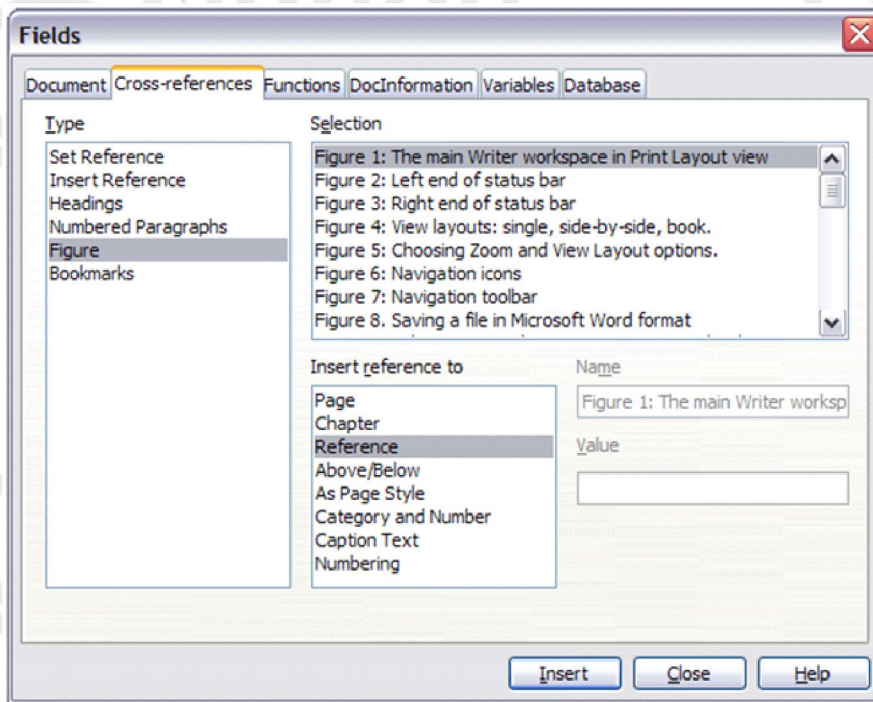 Fields
Document Cross-references Functions DocInformation Variables Database
Type
Set Reference
Insert Reference
Headings
Numbered Paragraphs
Figure
Bookmarks
Selection
Figure 1: The main Writer workspace in Print Layout view
Figure 2: Left end of status bar
Figure 3: Right end of status bar
Figure 4: View layouts: single, side-by-side, book.
Figure 5: Choosing Zoom and View Layout options.
Figure 6: Navigation icons
Figure 7: Navigation toolbar
Figure 8. Saving a file in Microsoft Word format
Insert reference to
Page
Chapter
Reference
Above/Below
As Page Style
Category and Number
Caption Text
Numbering
Name
Figure 1: The main Writer worksp
Value
Insert Close Help